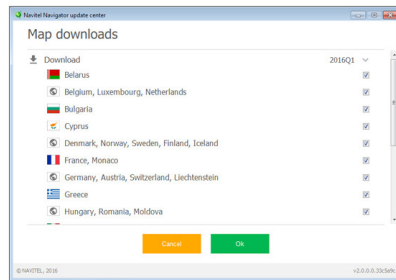 Navitel Navigator update center
Map downloads
Download 2016Q1
Belarus
Belgium, Luxembourg, Netherlands
Bulgaria
Cyprus
Denmark, Norway, Sweden, Finland, Iceland
France, Monaco
Germany, Austria, Switzerland, Liechtenstein
Greece
Hungary, Romania, Moldova
Cancel Ok
© NAVITEL, 2016